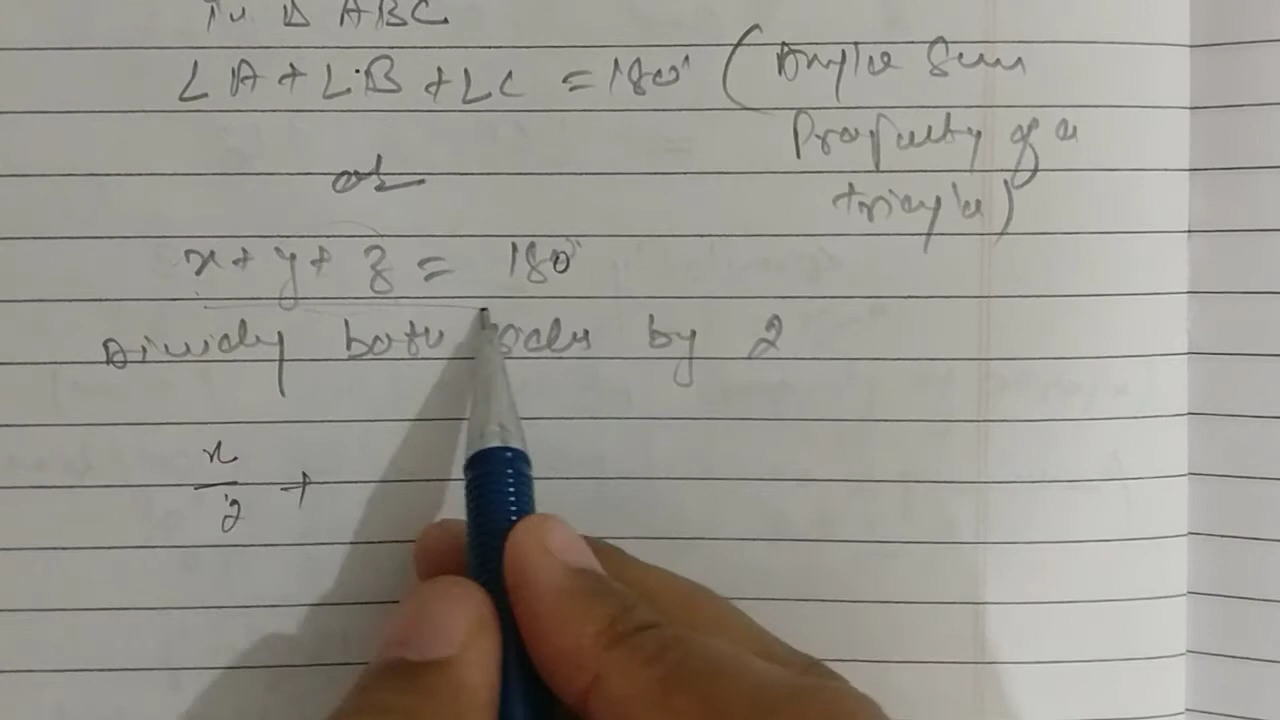 In Δ ABC
∠A + ∠B + ∠C = 180° (Angle Sum
Property of a
triangle)
or
x + y + z = 180°
Dividing both sides by 2
x/2 +